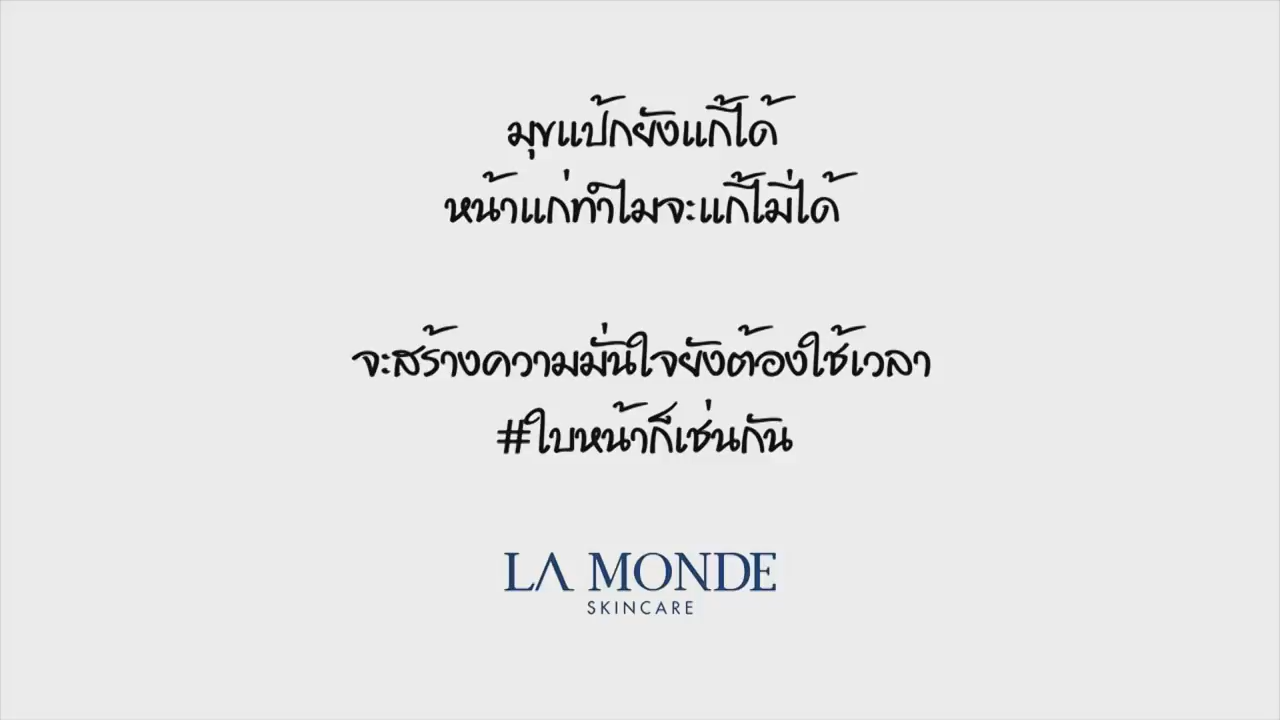 มุขแป้กยังแก้ได้
หน้าแก่ทำไมจะแก้ไม่ได้
จะสร้างความมั่นใจยังต้องใช้เวลา
#ใบหน้าก็เช่นกัน
LA MONDE
SKINCARE